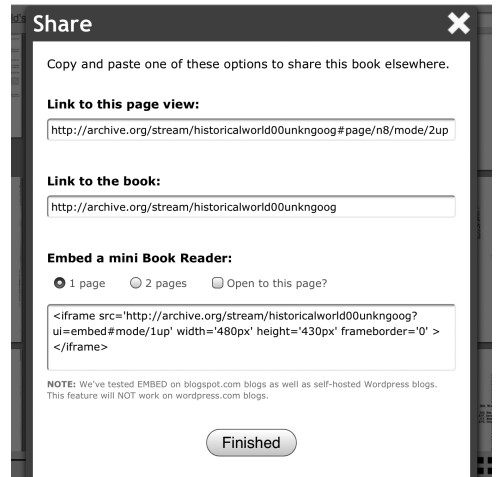 Share
Copy and paste one of these options to share this book elsewhere.
Link to this page view:
http://archive.org/stream/historicalworld00unkngoog#page/n8/mode/2up
Link to the book:
http://archive.org/stream/historicalworld00unkngoog
Embed a mini Book Reader:
1 page 2 pages Open to this page?
<iframe src='http://archive.org/stream/historicalworld00unkngoog?
ui=embed#mode/1up' width='480px' height='430px' frameborder='0' >
</iframe>
NOTE: We've tested EMBED on blogspot.com blogs as well as self-hosted Wordpress blogs.
This feature will NOT work on wordpress.com blogs.
Finished